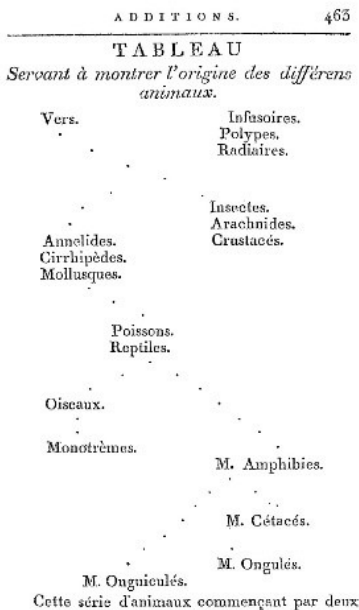 ADDITIONS. 463
TABLEAU
Servant à montrer l'origine des différens
animaux.
Vers. Infusoires.
Polypes.
Radiaires.
Insectes.
Arachnides.
Annelides. Crustacés.
Cirrhipèdes.
Mollusques.
Poissons.
Reptiles.
Oiseaux.
Monotrèmes.
M. Amphibies.
M. Cétacés.
M. Ongulés.
M. Onguiculés.
Cette série d'animaux commençant par deux